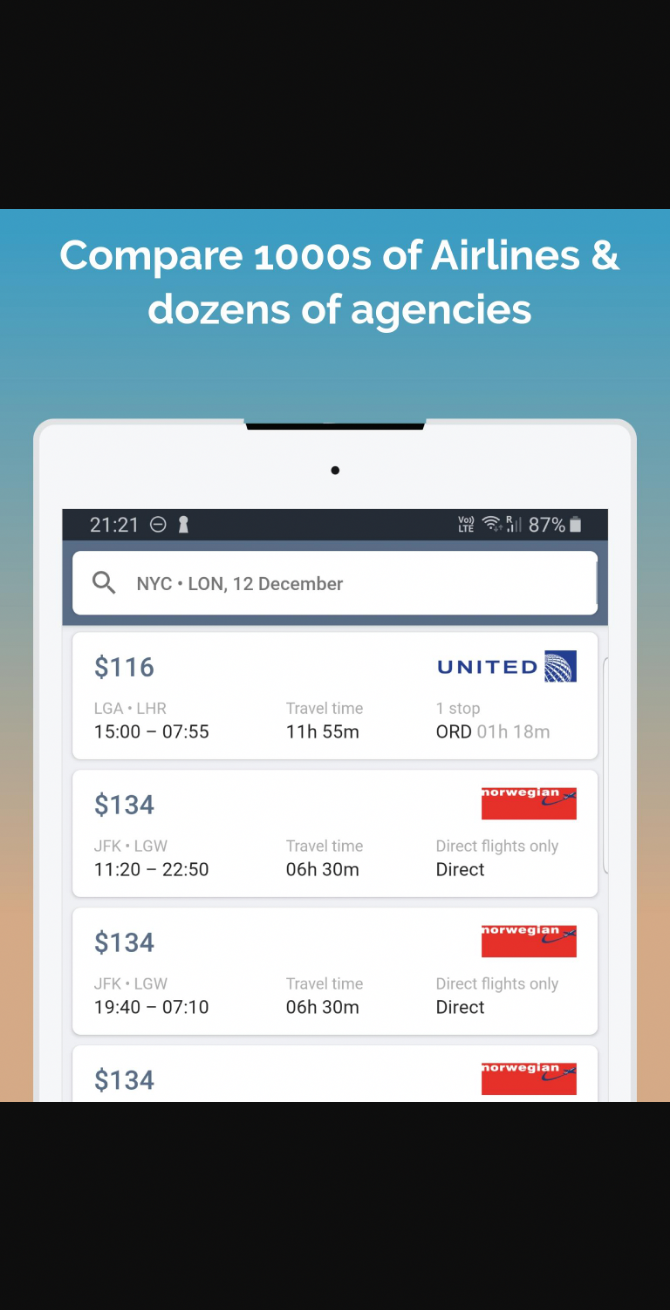 Compare 1000s of Airlines &
dozens of agencies
21:21 Vo)) LTE R 87%
NYC • LON, 12 December
$116 UNITED
LGA • LHR Travel time 1 stop
15:00 – 07:55 11h 55m ORD 01h 18m
$134 norwegian
JFK • LGW Travel time Direct flights only
11:20 – 22:50 06h 30m Direct
$134 norwegian
JFK • LGW Travel time Direct flights only
19:40 – 07:10 06h 30m Direct
$134 norwegian